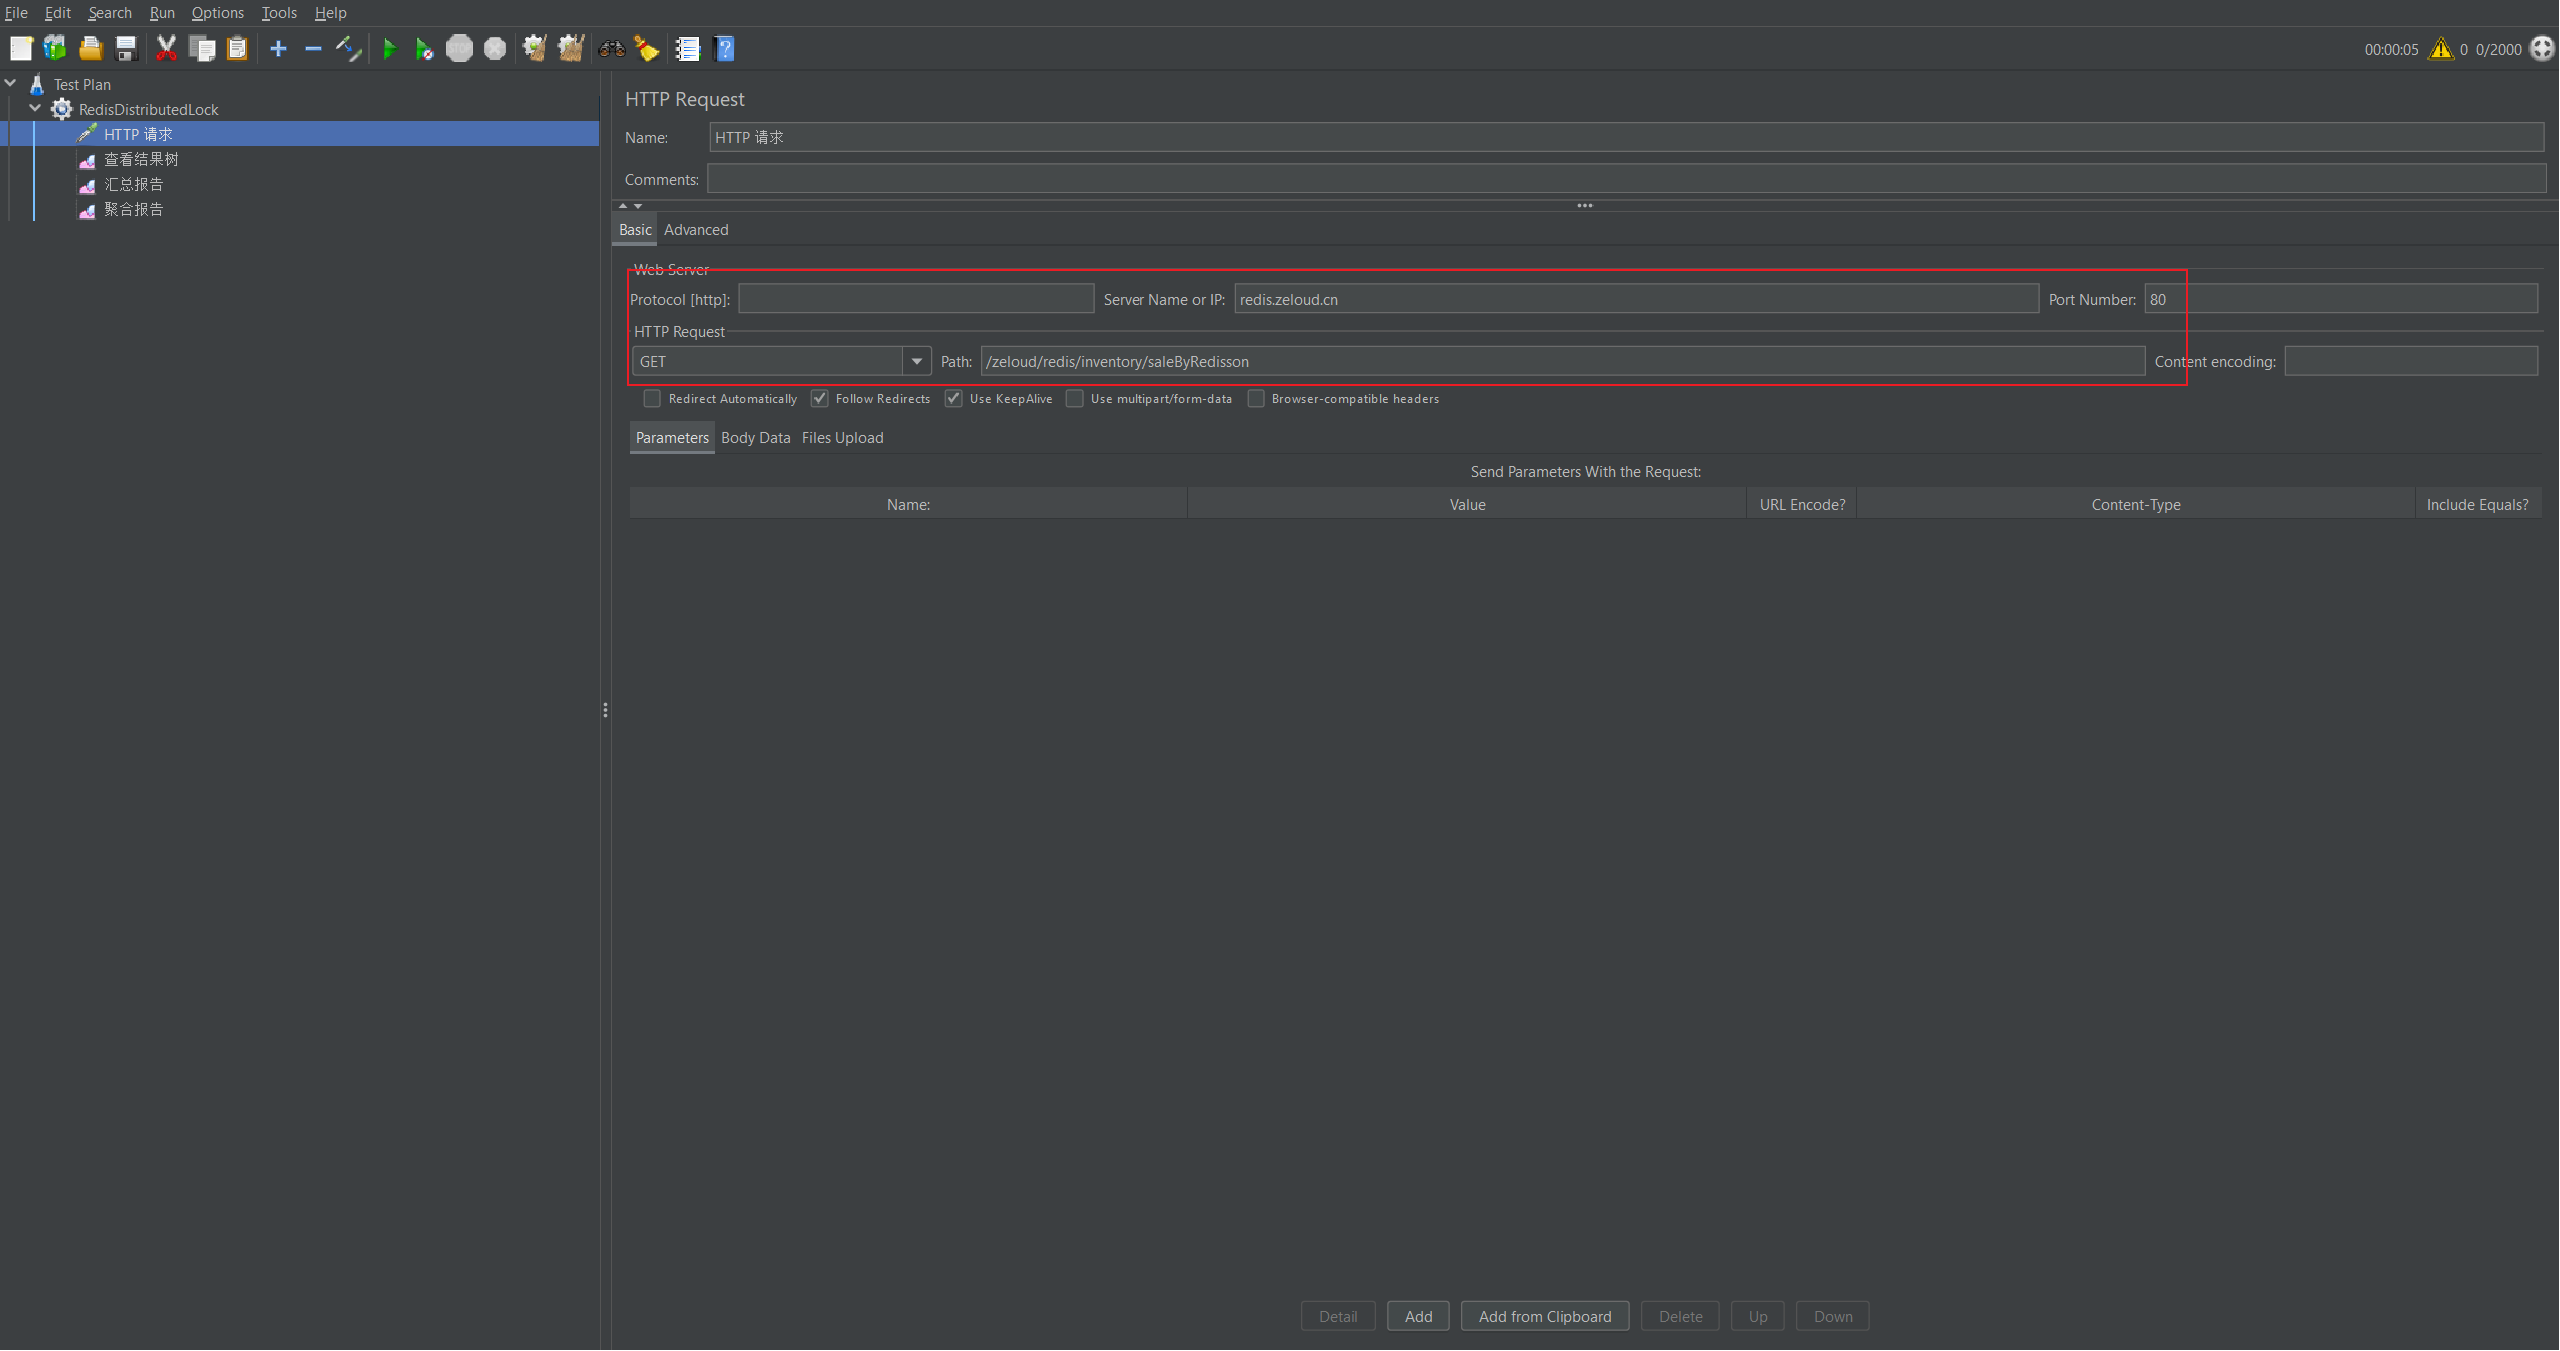 File Edit Search Run Options Tools Help
STOP
00:00:05 0 0/2000
Test Plan
RedisDistributedLock
HTTP 请求
查看结果树
汇总报告
聚合报告
HTTP Request
Name: HTTP 请求
Comments:
Basic Advanced
Web Server
Protocol [http]: Server Name or IP: redis.zeloud.cn Port Number: 80
HTTP Request
GET Path: /zeloud/redis/inventory/saleByRedisson Content encoding:
Redirect Automatically Follow Redirects Use KeepAlive Use multipart/form-data Browser-compatible headers
Parameters Body Data Files Upload
Send Parameters With the Request:
Name: Value URL Encode? Content-Type Include Equals?
Detail Add Add from Clipboard Delete Up Down